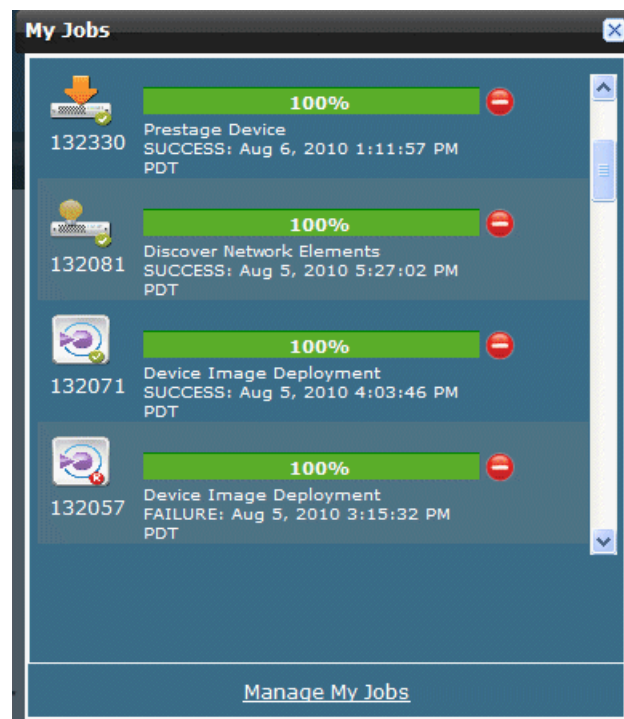 My Jobs
100%
132330
Prestage Device
SUCCESS: Aug 6, 2010 1:11:57 PM
PDT
100%
132081
Discover Network Elements
SUCCESS: Aug 5, 2010 5:27:02 PM
PDT
100%
132071
Device Image Deployment
SUCCESS: Aug 5, 2010 4:03:46 PM
PDT
100%
132057
Device Image Deployment
FAILURE: Aug 5, 2010 3:15:32 PM
PDT
Manage My Jobs